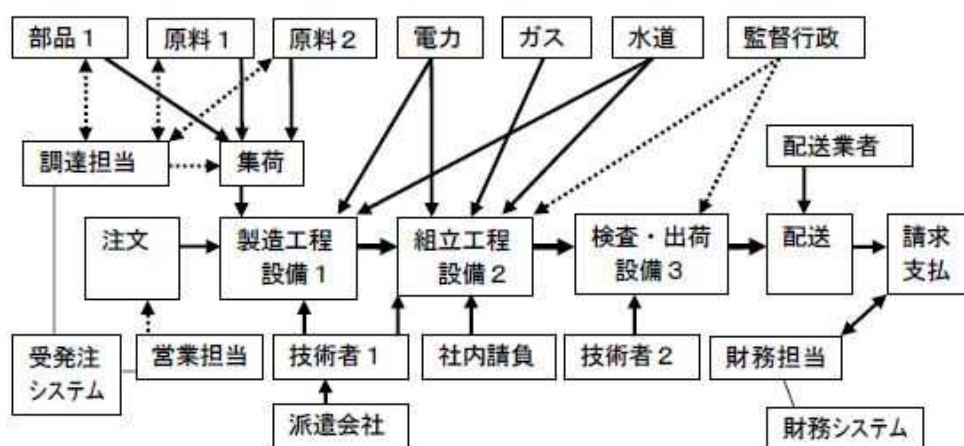 部品１
原料１
原料２
電力
ガス
水道
監督行政
調達担当
集荷
配送業者
注文
製造工程
設備１
組立工程
設備２
検査・出荷
設備３
配送
請求
支払
受発注
システム
営業担当
技術者１
社内請負
技術者２
財務担当
派遣会社
財務システム